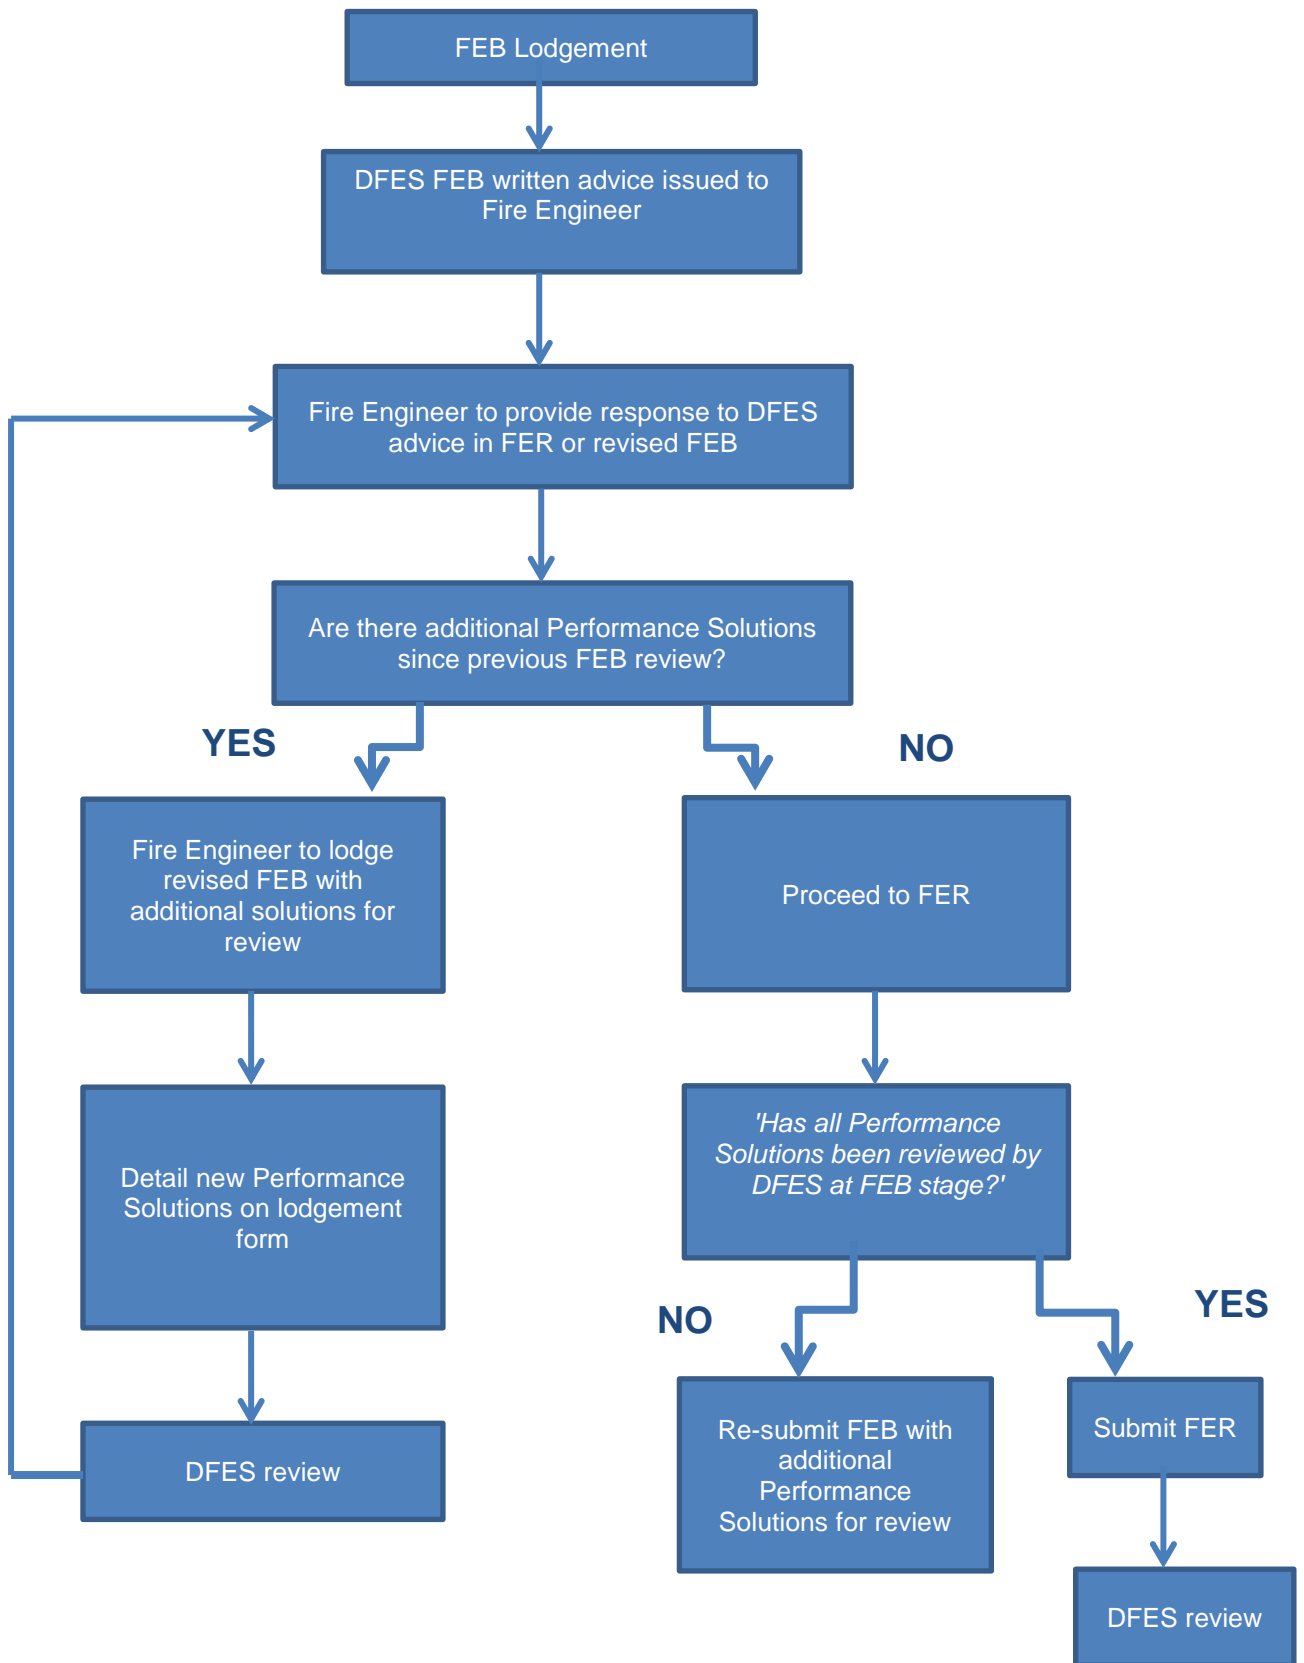 FEB Lodgement
DFES FEB written advice issued to
Fire Engineer
Fire Engineer to provide response to DFES
advice in FER or revised FEB
Are there additional Performance Solutions
since previous FEB review?
YES
NO
Fire Engineer to lodge
revised FEB with
additional solutions for
review
Proceed to FER
Detail new Performance
Solutions on lodgement
form
'Has all Performance
Solutions been reviewed by
DFES at FEB stage?'
NO
YES
DFES review
Re-submit FEB with
additional
Performance
Solutions for review
Submit FER
DFES review